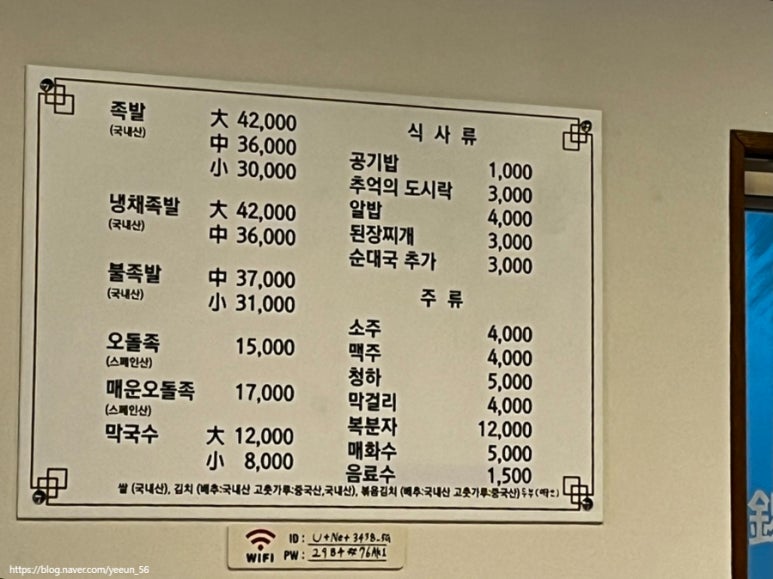 족발
(국내산)
大 42,000
中 36,000
小 30,000
냉채족발
(국내산)
大 42,000
中 36,000
불족발
(국내산)
中 37,000
小 31,000
오돌족
(스페인산)
15,000
매운오돌족
(스페인산)
17,000
막국수
大 12,000
小 8,000
식사류
공기밥 1,000
추억의 도시락 3,000
알밥 4,000
된장찌개 3,000
순대국 추가 3,000
주류
소주 4,000
맥주 4,000
청하 5,000
막걸리 4,000
복분자 12,000
매화수 5,000
음료수 1,500
쌀 (국내산), 김치 (배추:국내산 고춧가루:중국산,국내산), 볶음김치 (배추:국내산 고춧가루:중국산)
WIFI
ID :
PW :
https://blog.naver.com/yeeun_56